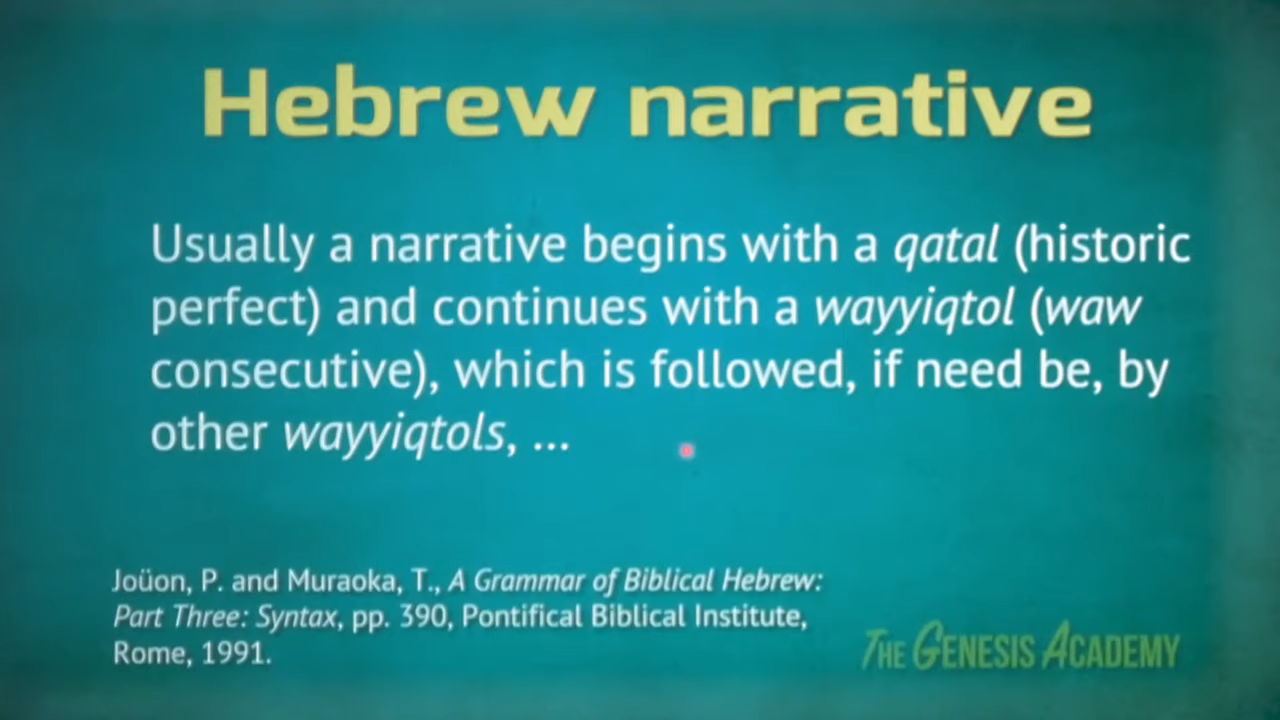 Hebrew narrative
Usually a narrative begins with a qatal (historic
perfect) and continues with a wayyiqtol (waw
consecutive), which is followed, if need be, by
other wayyiqtols, ...
Joüon, P. and Muraoka, T., A Grammar of Biblical Hebrew:
Part Three: Syntax, pp. 390, Pontifical Biblical Institute,
Rome, 1991.
THE GENESIS ACADEMY